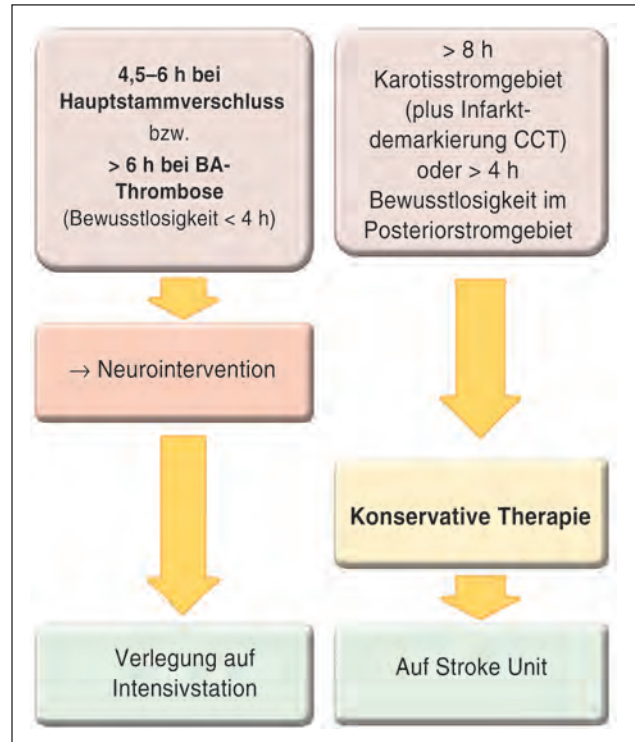 4,5–6 h bei
Hauptstammverschluss
bzw.
> 6 h bei BA-
Thrombose
(Bewusstlosigkeit < 4 h)
→ Neurointervention
Verlegung auf
Intensivstation
> 8 h
Karotisstromgebiet
(plus Infarkt-
demarkierung CCT)
oder > 4 h
Bewusstlosigkeit im
Posteriorstromgebiet
Konservative Therapie
Auf Stroke Unit